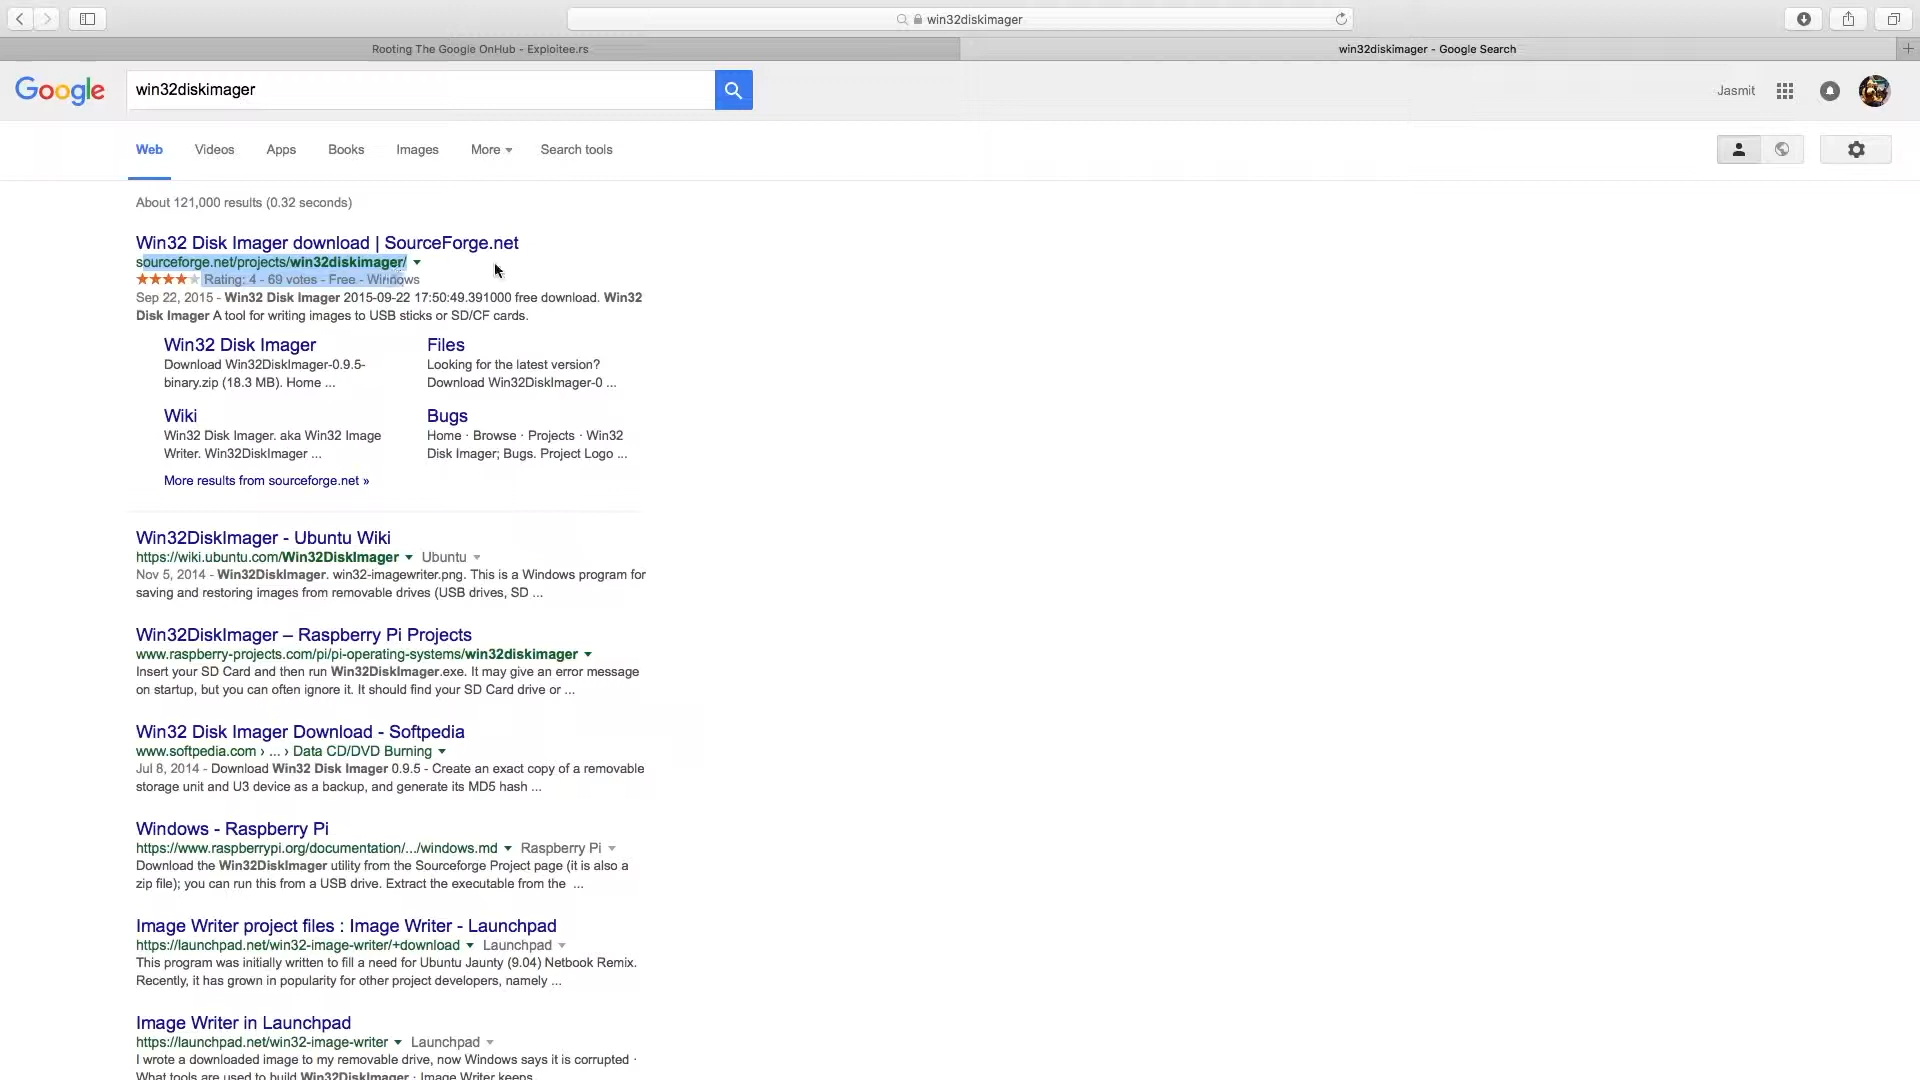 win32diskimager
Rooting The Google OnHub - Exploitee.rs
win32diskimager - Google Search
Google
win32diskimager
Jasmit
Web Videos Apps Books Images More Search tools
About 121,000 results (0.32 seconds)
Win32 Disk Imager download | SourceForge.net
sourceforge.net/projects/win32diskimager/
Rating: 4 - 69 votes - Free - Windows
Sep 22, 2015 - Win32 Disk Imager 2015-09-22 17:50:49.391000 free download. Win32
Disk Imager A tool for writing images to USB sticks or SD/CF cards.
Win32 Disk Imager
Download Win32DiskImager-0.9.5-
binary.zip (18.3 MB). Home ...
Files
Looking for the latest version?
Download Win32DiskImager-0 ...
Wiki
Win32 Disk Imager. aka Win32 Image
Writer. Win32DiskImager ...
Bugs
Home · Browse · Projects · Win32
Disk Imager; Bugs. Project Logo ...
More results from sourceforge.net »
Win32DiskImager - Ubuntu Wiki
https://wiki.ubuntu.com/Win32DiskImager Ubuntu
Nov 5, 2014 - Win32DiskImager. win32-imagewriter.png. This is a Windows program for
saving and restoring images from removable drives (USB drives, SD ...
Win32DiskImager – Raspberry Pi Projects
www.raspberry-projects.com/pi/pi-operating-systems/win32diskimager
Insert your SD Card and then run Win32DiskImager.exe. It may give an error message
on startup, but you can often ignore it. It should find your SD Card drive or ...
Win32 Disk Imager Download - Softpedia
www.softpedia.com › ... › Data CD/DVD Burning
Jul 8, 2014 - Download Win32 Disk Imager 0.9.5 - Create an exact copy of a removable
storage unit and U3 device as a backup, and generate its MD5 hash ...
Windows - Raspberry Pi
https://www.raspberrypi.org/documentation/.../windows.md Raspberry Pi
Download the Win32DiskImager utility from the Sourceforge Project page (it is also a
zip file); you can run this from a USB drive. Extract the executable from the ...
Image Writer project files : Image Writer - Launchpad
https://launchpad.net/win32-image-writer/+download Launchpad
This program was initially written to fill a need for Ubuntu Jaunty (9.04) Netbook Remix.
Recently, it has grown in popularity for other project developers, namely ...
Image Writer in Launchpad
https://launchpad.net/win32-image-writer Launchpad
I wrote a downloaded image to my removable drive, now Windows says it is corrupted ·
What tools are used to build Win32DiskImager · Image Writer keeps